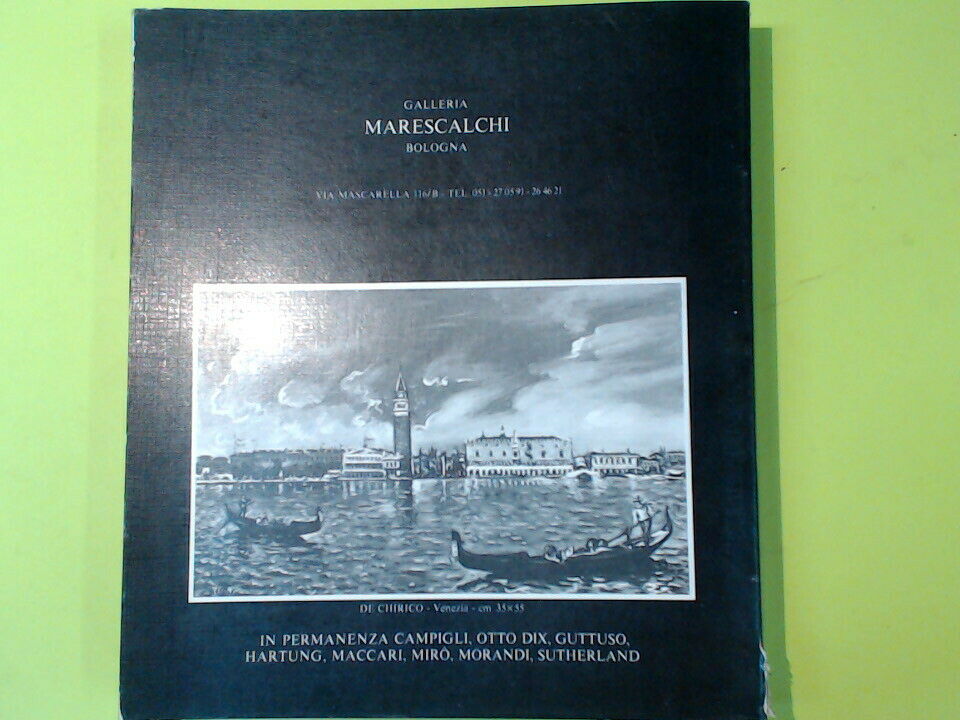 GALLERIA
MARESCALCHI
BOLOGNA
VIA MASCARELLA 116/B - TEL. 051 - 27 05 91 - 26 46 21
DE CHIRICO - Venezia - cm 35×55
IN PERMANENZA CAMPIGLI, OTTO DIX, GUTTUSO,
HARTUNG, MACCARI, MIRÒ, MORANDI, SUTHERLAND